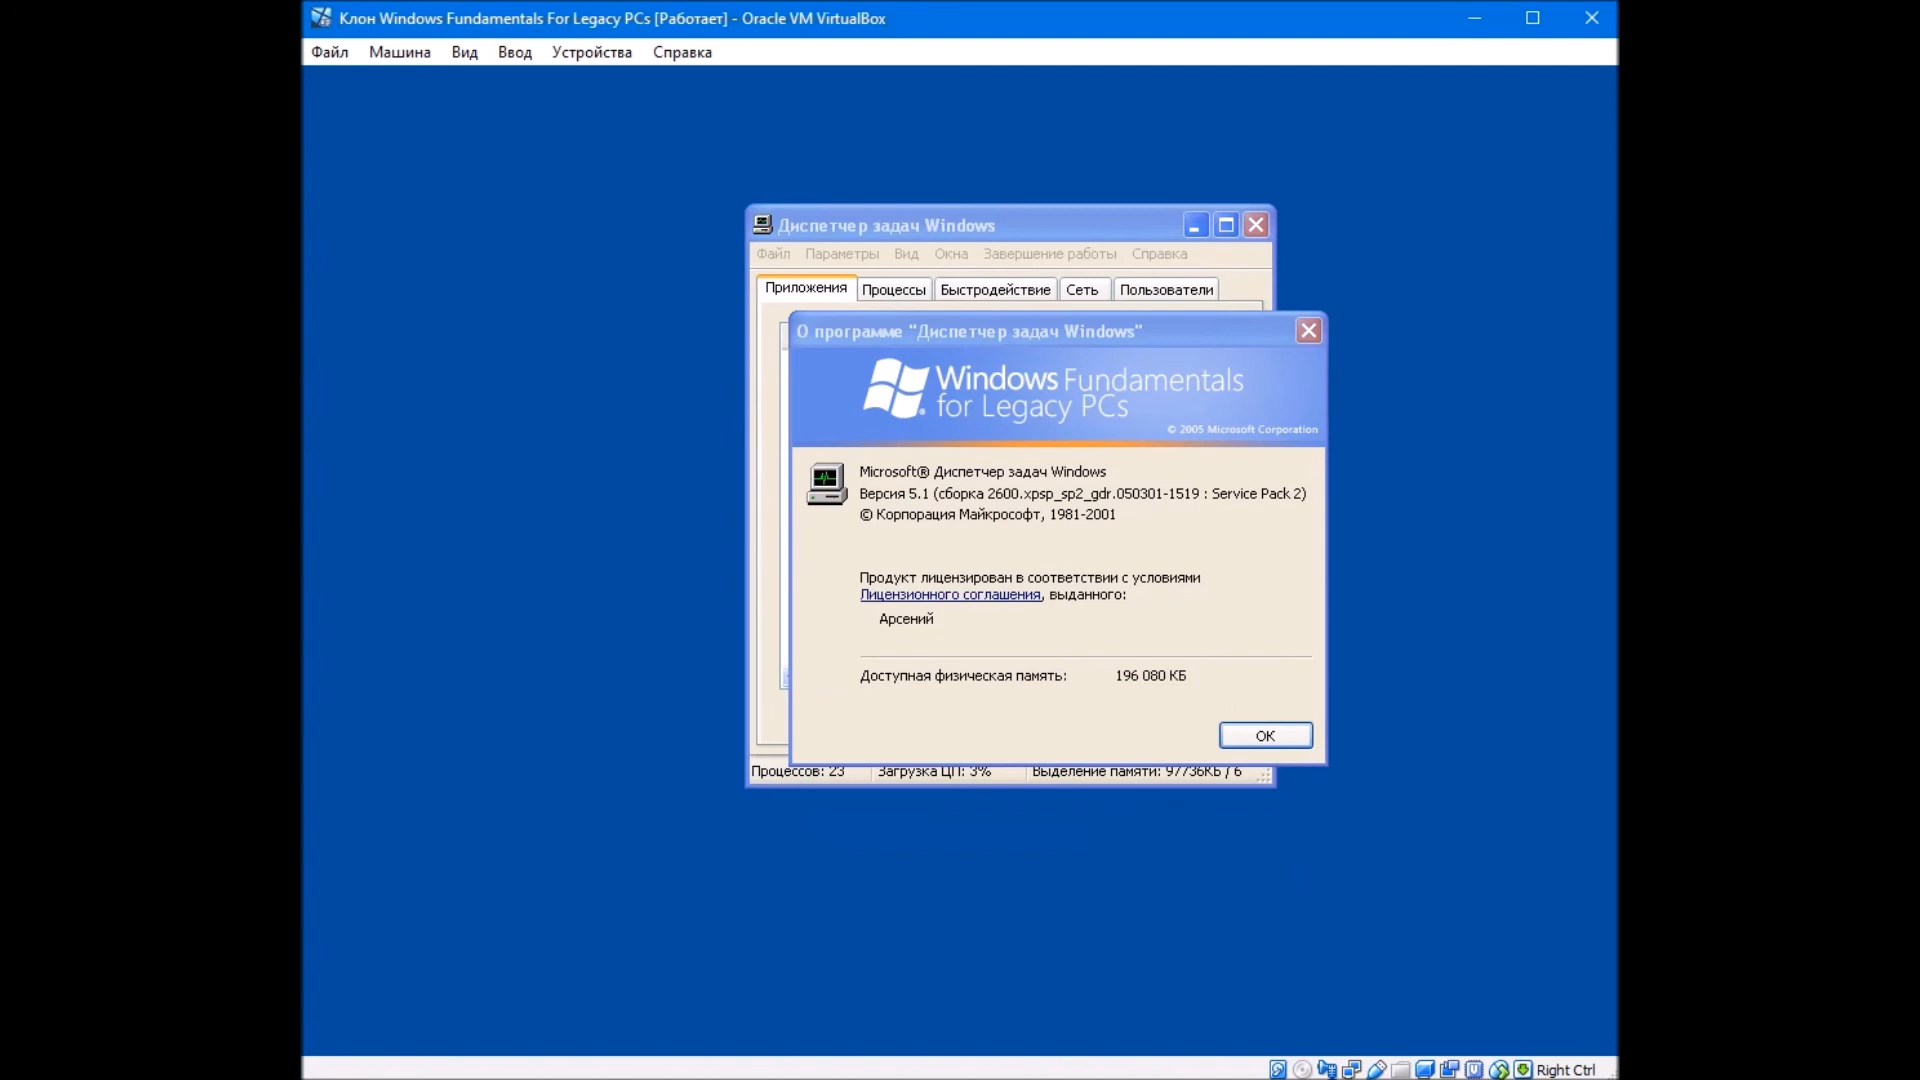 Клон Windows Fundamentals For Legacy PCs [Работает] - Oracle VM VirtualBox
Файл Машина Вид Ввод Устройства Справка
Диспетчер задач Windows
Файл Параметры Вид Окна Завершение работы Справка
Приложения Процессы Быстродействие Сеть Пользователи
О программе "Диспетчер задач Windows"
Windows Fundamentals
for Legacy PCs
© 2005 Microsoft Corporation
Microsoft® Диспетчер задач Windows
Версия 5.1 (сборка 2600.xpsp_sp2_gdr.050301-1519 : Service Pack 2)
© Корпорация Майкрософт, 1981-2001
Продукт лицензирован в соответствии с условиями
Лицензионного соглашения, выданного:
Арсений
Доступная физическая память: 196 080 КБ
ОК
Процессов: 23 Загрузка ЦП: 3% Выделение памяти: 97736КБ / 6
Right Ctrl